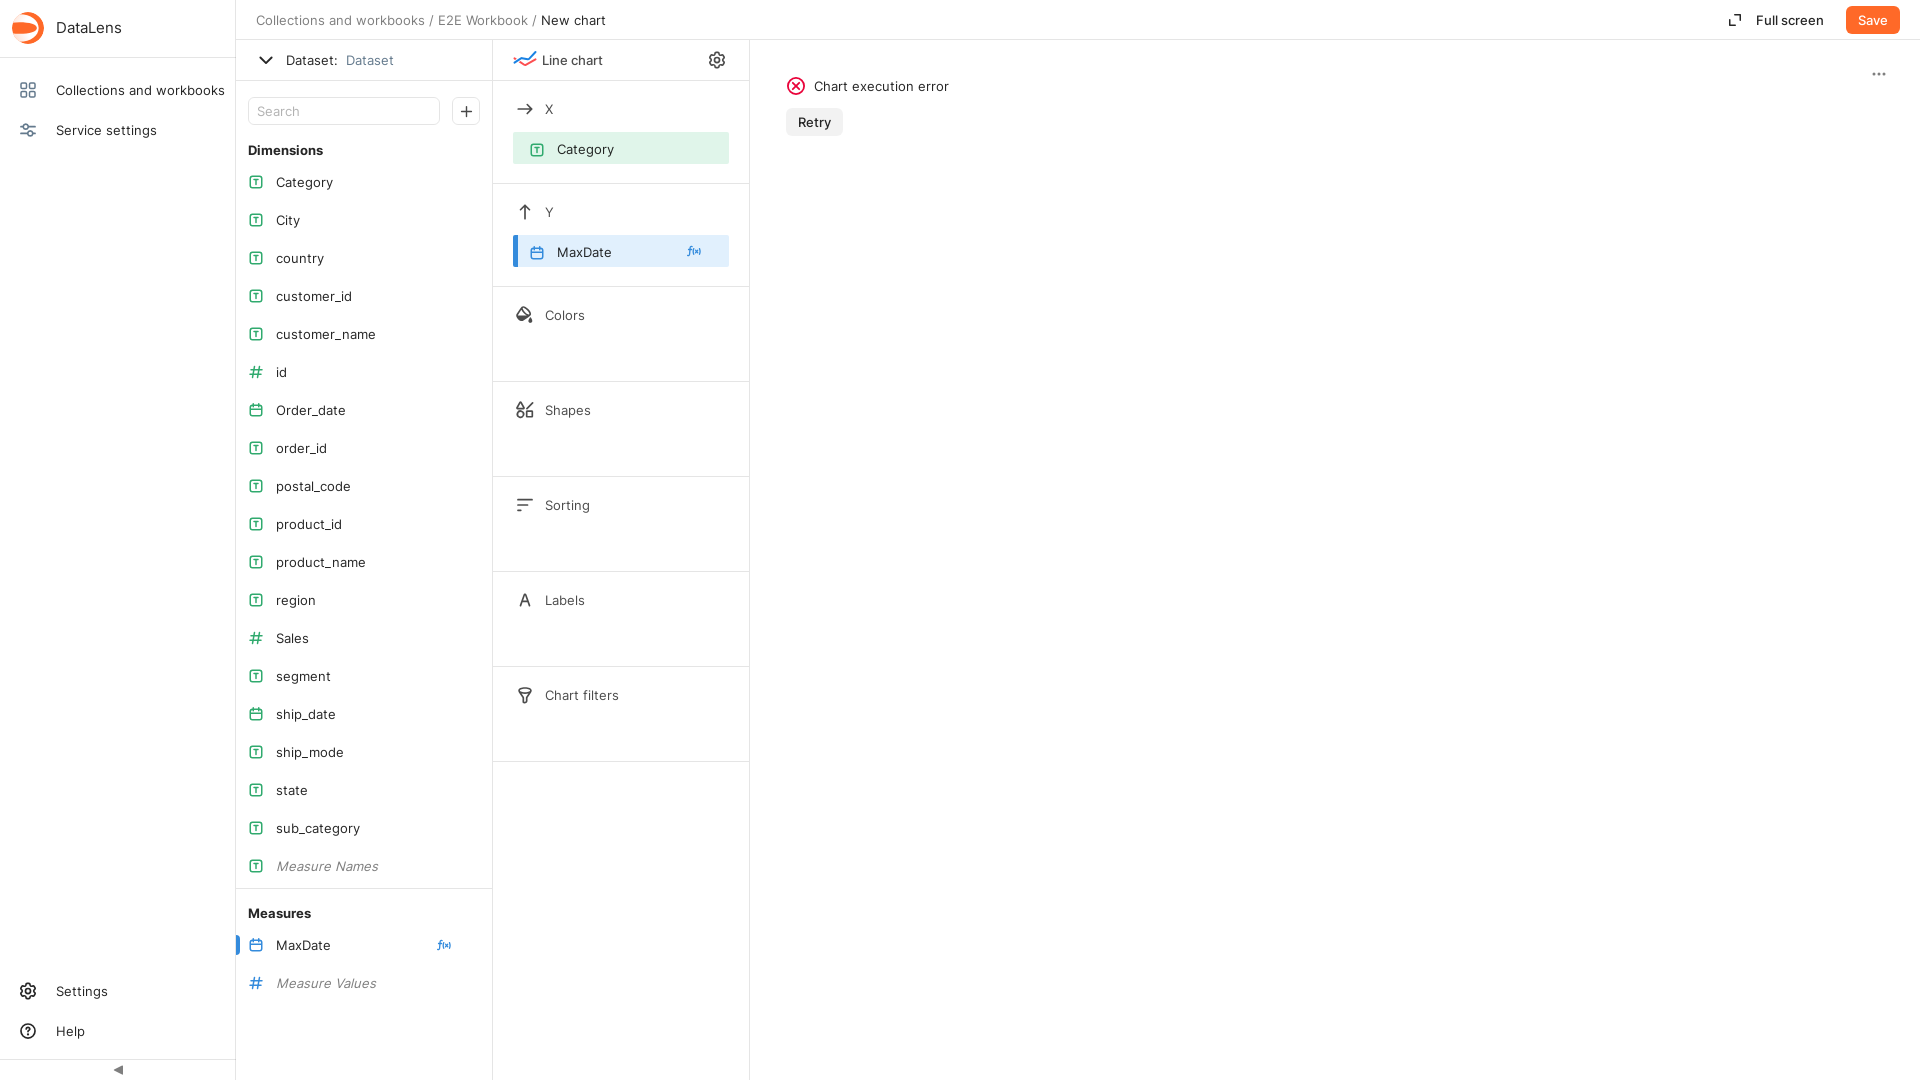 DataLens
Collections and workbooks
Service settings
Settings
Help
Collections and workbooks / E2E Workbook / New chart
Full screen
Save
Dataset: Dataset
Search
Dimensions
Category
City
country
customer_id
customer_name
id
Order_date
order_id
postal_code
product_id
product_name
region
Sales
segment
ship_date
ship_mode
state
sub_category
Measure Names
Measures
MaxDate
Measure Values
Line chart
X
Category
Y
MaxDate
Colors
Shapes
Sorting
Labels
Chart filters
Chart execution error
Retry